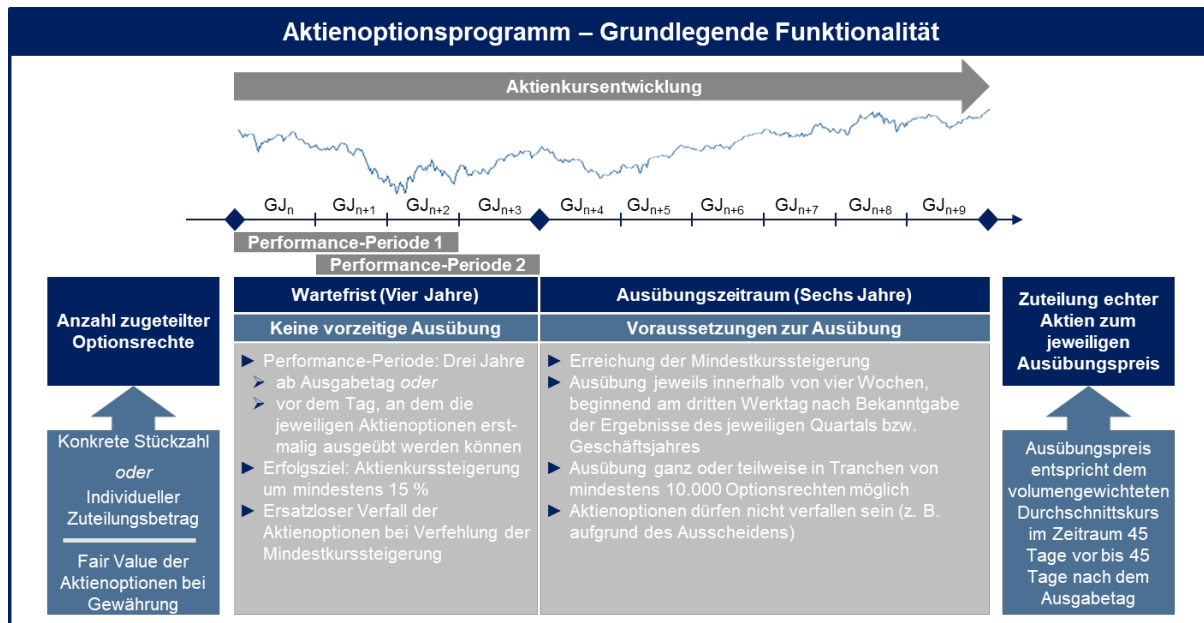 Aktienoptionsprogramm – Grundlegende Funktionalität
Aktienkursentwicklung
GJn GJn+1 GJn+2 GJn+3 GJn+4 GJn+5 GJn+6 GJn+7 GJn+8 GJn+9
Performance-Periode 1
Performance-Periode 2
Anzahl zugeteilter
Optionsrechte
Konkrete Stückzahl
oder
Individueller
Zuteilungsbetrag
Fair Value der
Aktienoptionen bei
Gewährung
Wartefrist (Vier Jahre)
Keine vorzeitige Ausübung
► Performance-Periode: Drei Jahre
➢ ab Ausgabetag oder
➢ vor dem Tag, an dem die
jeweiligen Aktienoptionen erst-
malig ausgeübt werden können
► Erfolgsziel: Aktienkurssteigerung
um mindestens 15 %
► Ersatzloser Verfall der
Aktienoptionen bei Verfehlung der
Mindestkurssteigerung
Ausübungszeitraum (Sechs Jahre)
Voraussetzungen zur Ausübung
► Erreichung der Mindestkurssteigerung
► Ausübung jeweils innerhalb von vier Wochen,
beginnend am dritten Werktag nach Bekanntgabe
der Ergebnisse des jeweiligen Quartals bzw.
Geschäftsjahres
► Ausübung ganz oder teilweise in Tranchen von
mindestens 10.000 Optionsrechten möglich
► Aktienoptionen dürfen nicht verfallen sein (z. B.
aufgrund des Ausscheidens)
Zuteilung echter
Aktien zum
jeweiligen
Ausübungspreis
Ausübungspreis
entspricht dem
volumengewichteten
Durchschnittskurs
im Zeitraum 45
Tage vor bis 45
Tage nach dem
Ausgabetag